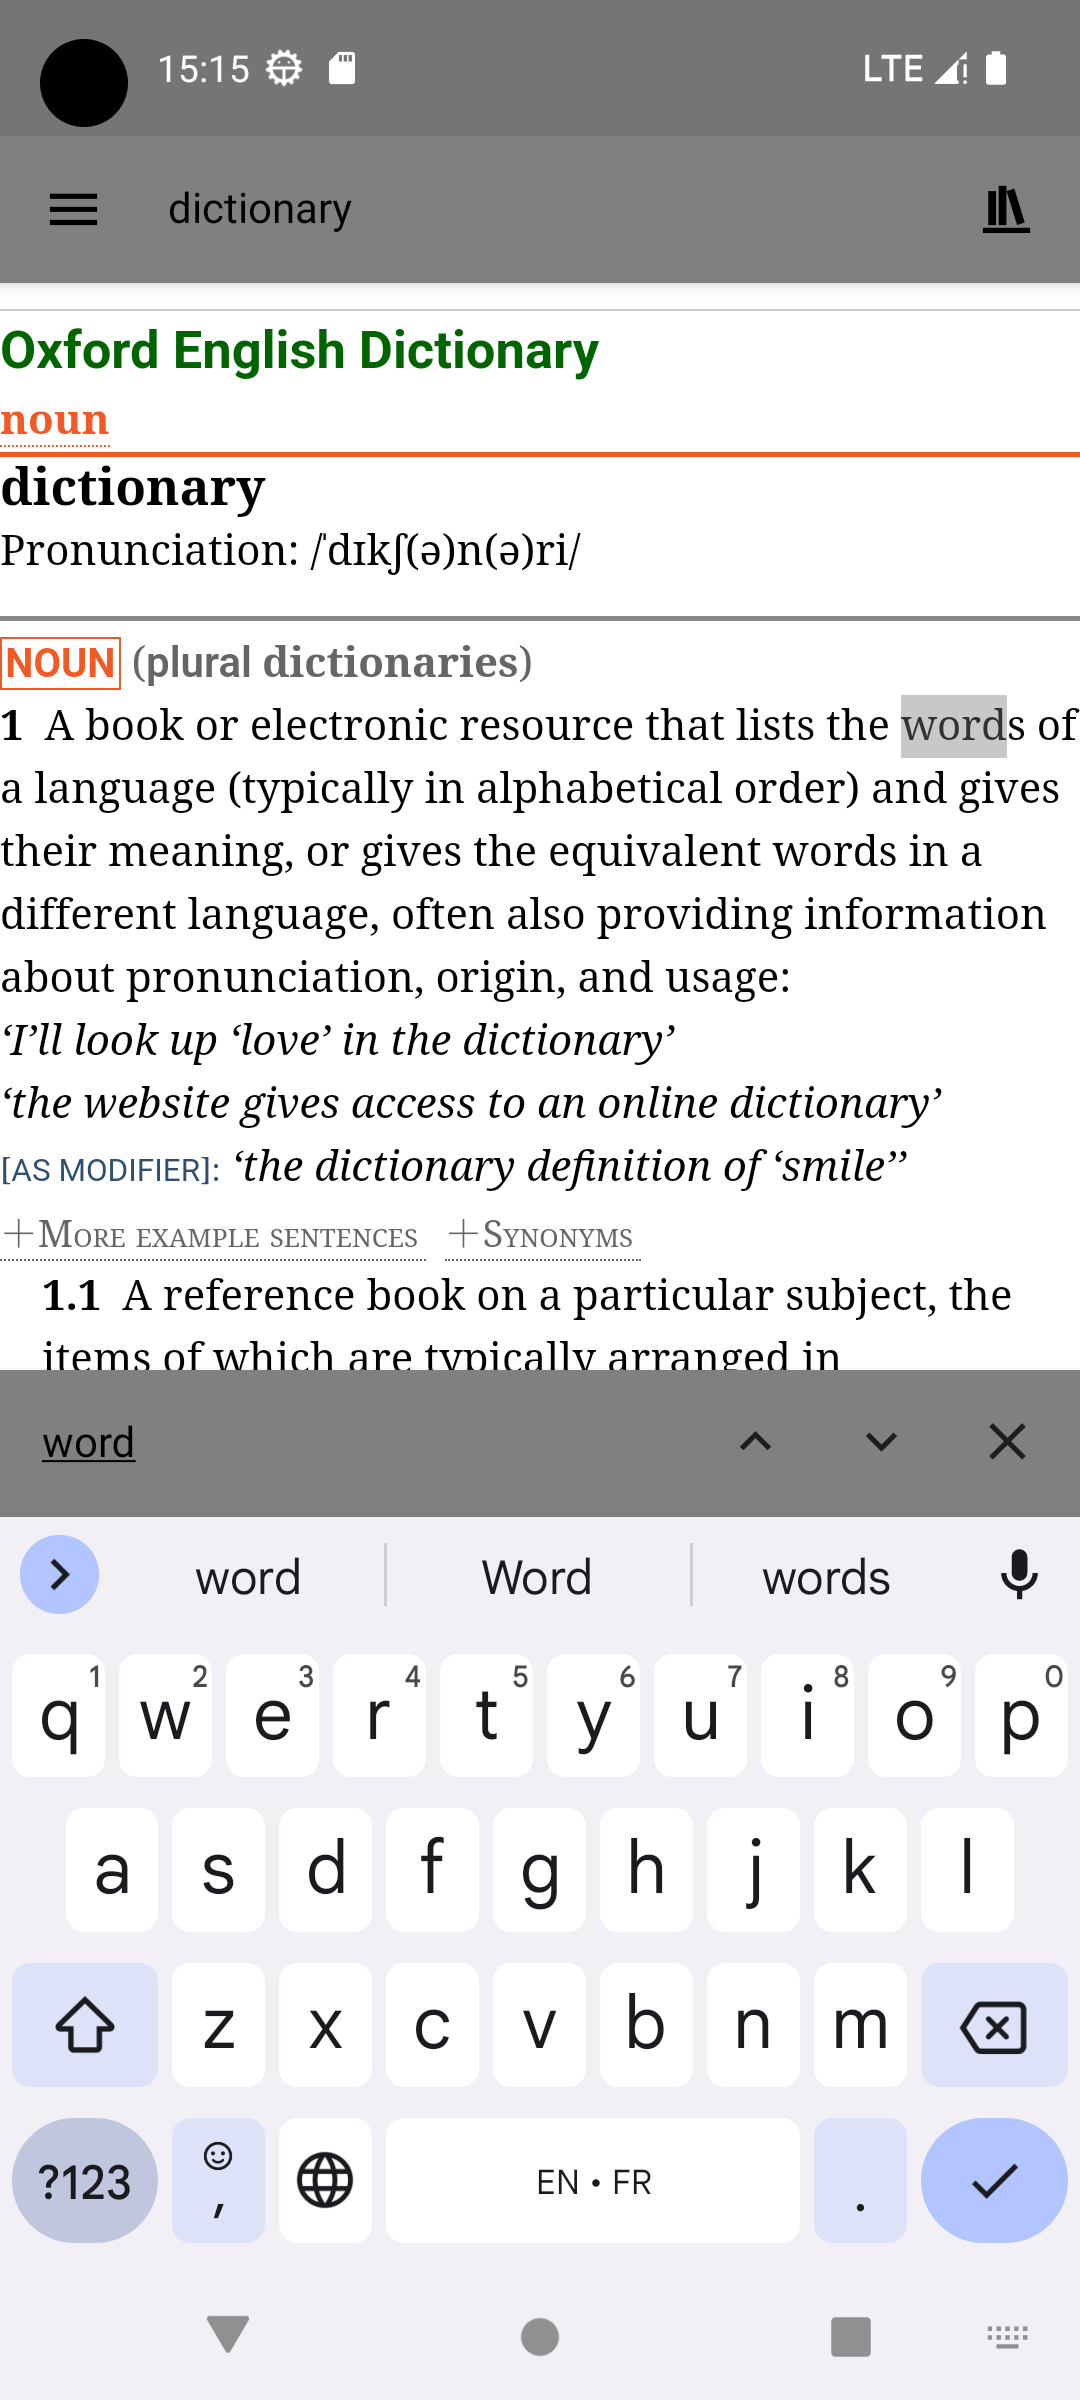 15:15
LTE
dictionary
Oxford English Dictionary
noun
dictionary
Pronunciation: /ˈdɪkʃ(ə)n(ə)ri/
NOUN (plural dictionaries)
1 A book or electronic resource that lists the words of
a language (typically in alphabetical order) and gives
their meaning, or gives the equivalent words in a
different language, often also providing information
about pronunciation, origin, and usage:
‘I’ll look up ‘love’ in the dictionary’
‘the website gives access to an online dictionary’
[AS MODIFIER]: ‘the dictionary definition of ‘smile’’
+More example sentences +Synonyms
1.1 A reference book on a particular subject, the
items of which are typically arranged in
word
word Word words
q1 w2 e3 r4 t5 y6 u7 i8 o9 p0
a s d f g h j k l
z x c v b n m
?123 , EN • FR .